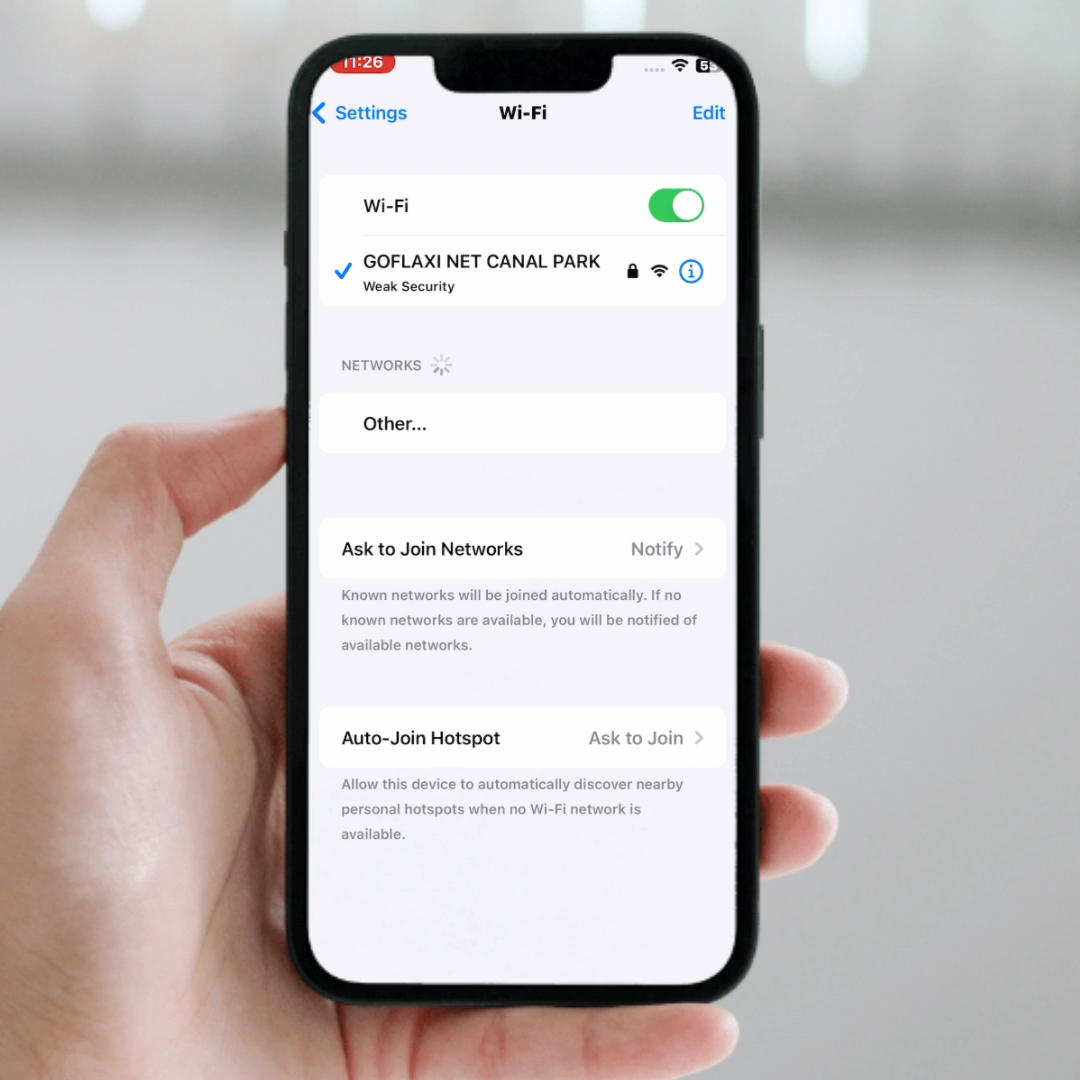 11:26
Settings
Wi-Fi
Edit
Wi-Fi
GOFLAXI NET CANAL PARK
Weak Security
NETWORKS
Other...
Ask to Join Networks
Notify
Known networks will be joined automatically. If no
known networks are available, you will be notified of
available networks.
Auto-Join Hotspot
Ask to Join
Allow this device to automatically discover nearby
personal hotspots when no Wi-Fi network is
available.